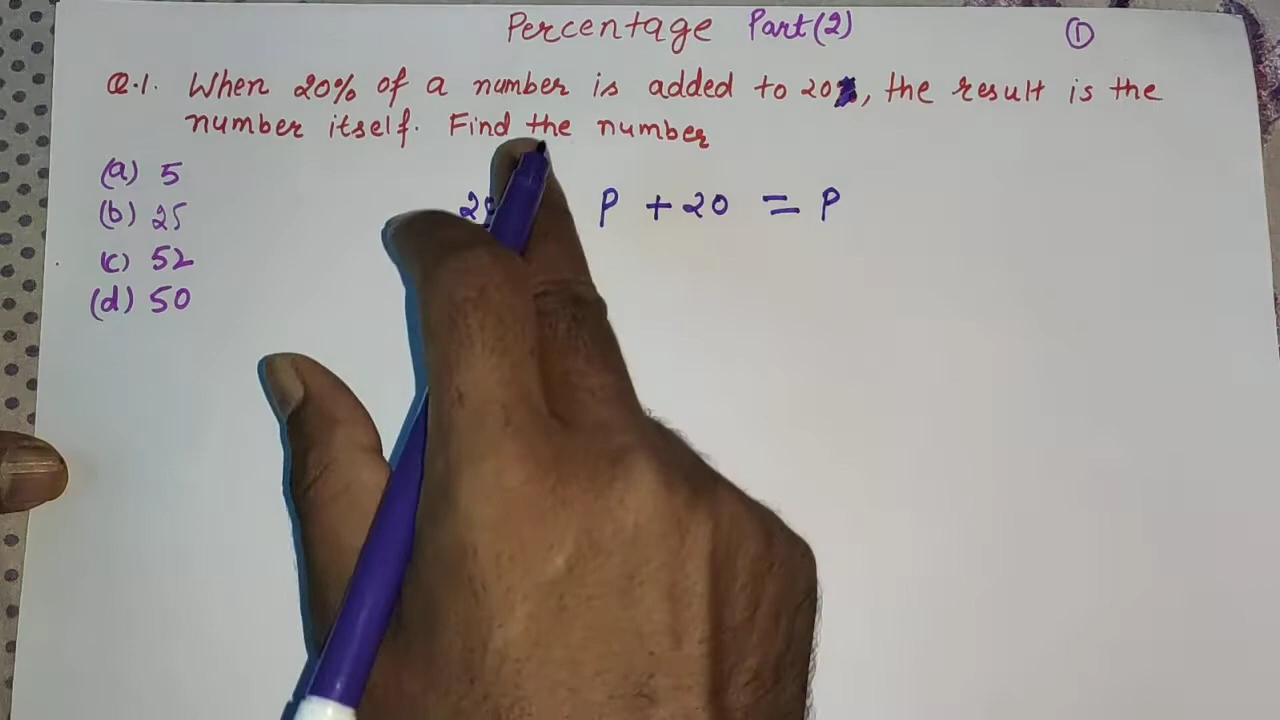 Percentage Part(2) ①
Q.1. When 20% of a number is added to 20, the result is the
number itself. Find the number
(a) 5
(b) 25
(c) 52
(d) 50
20 P + 20 = P